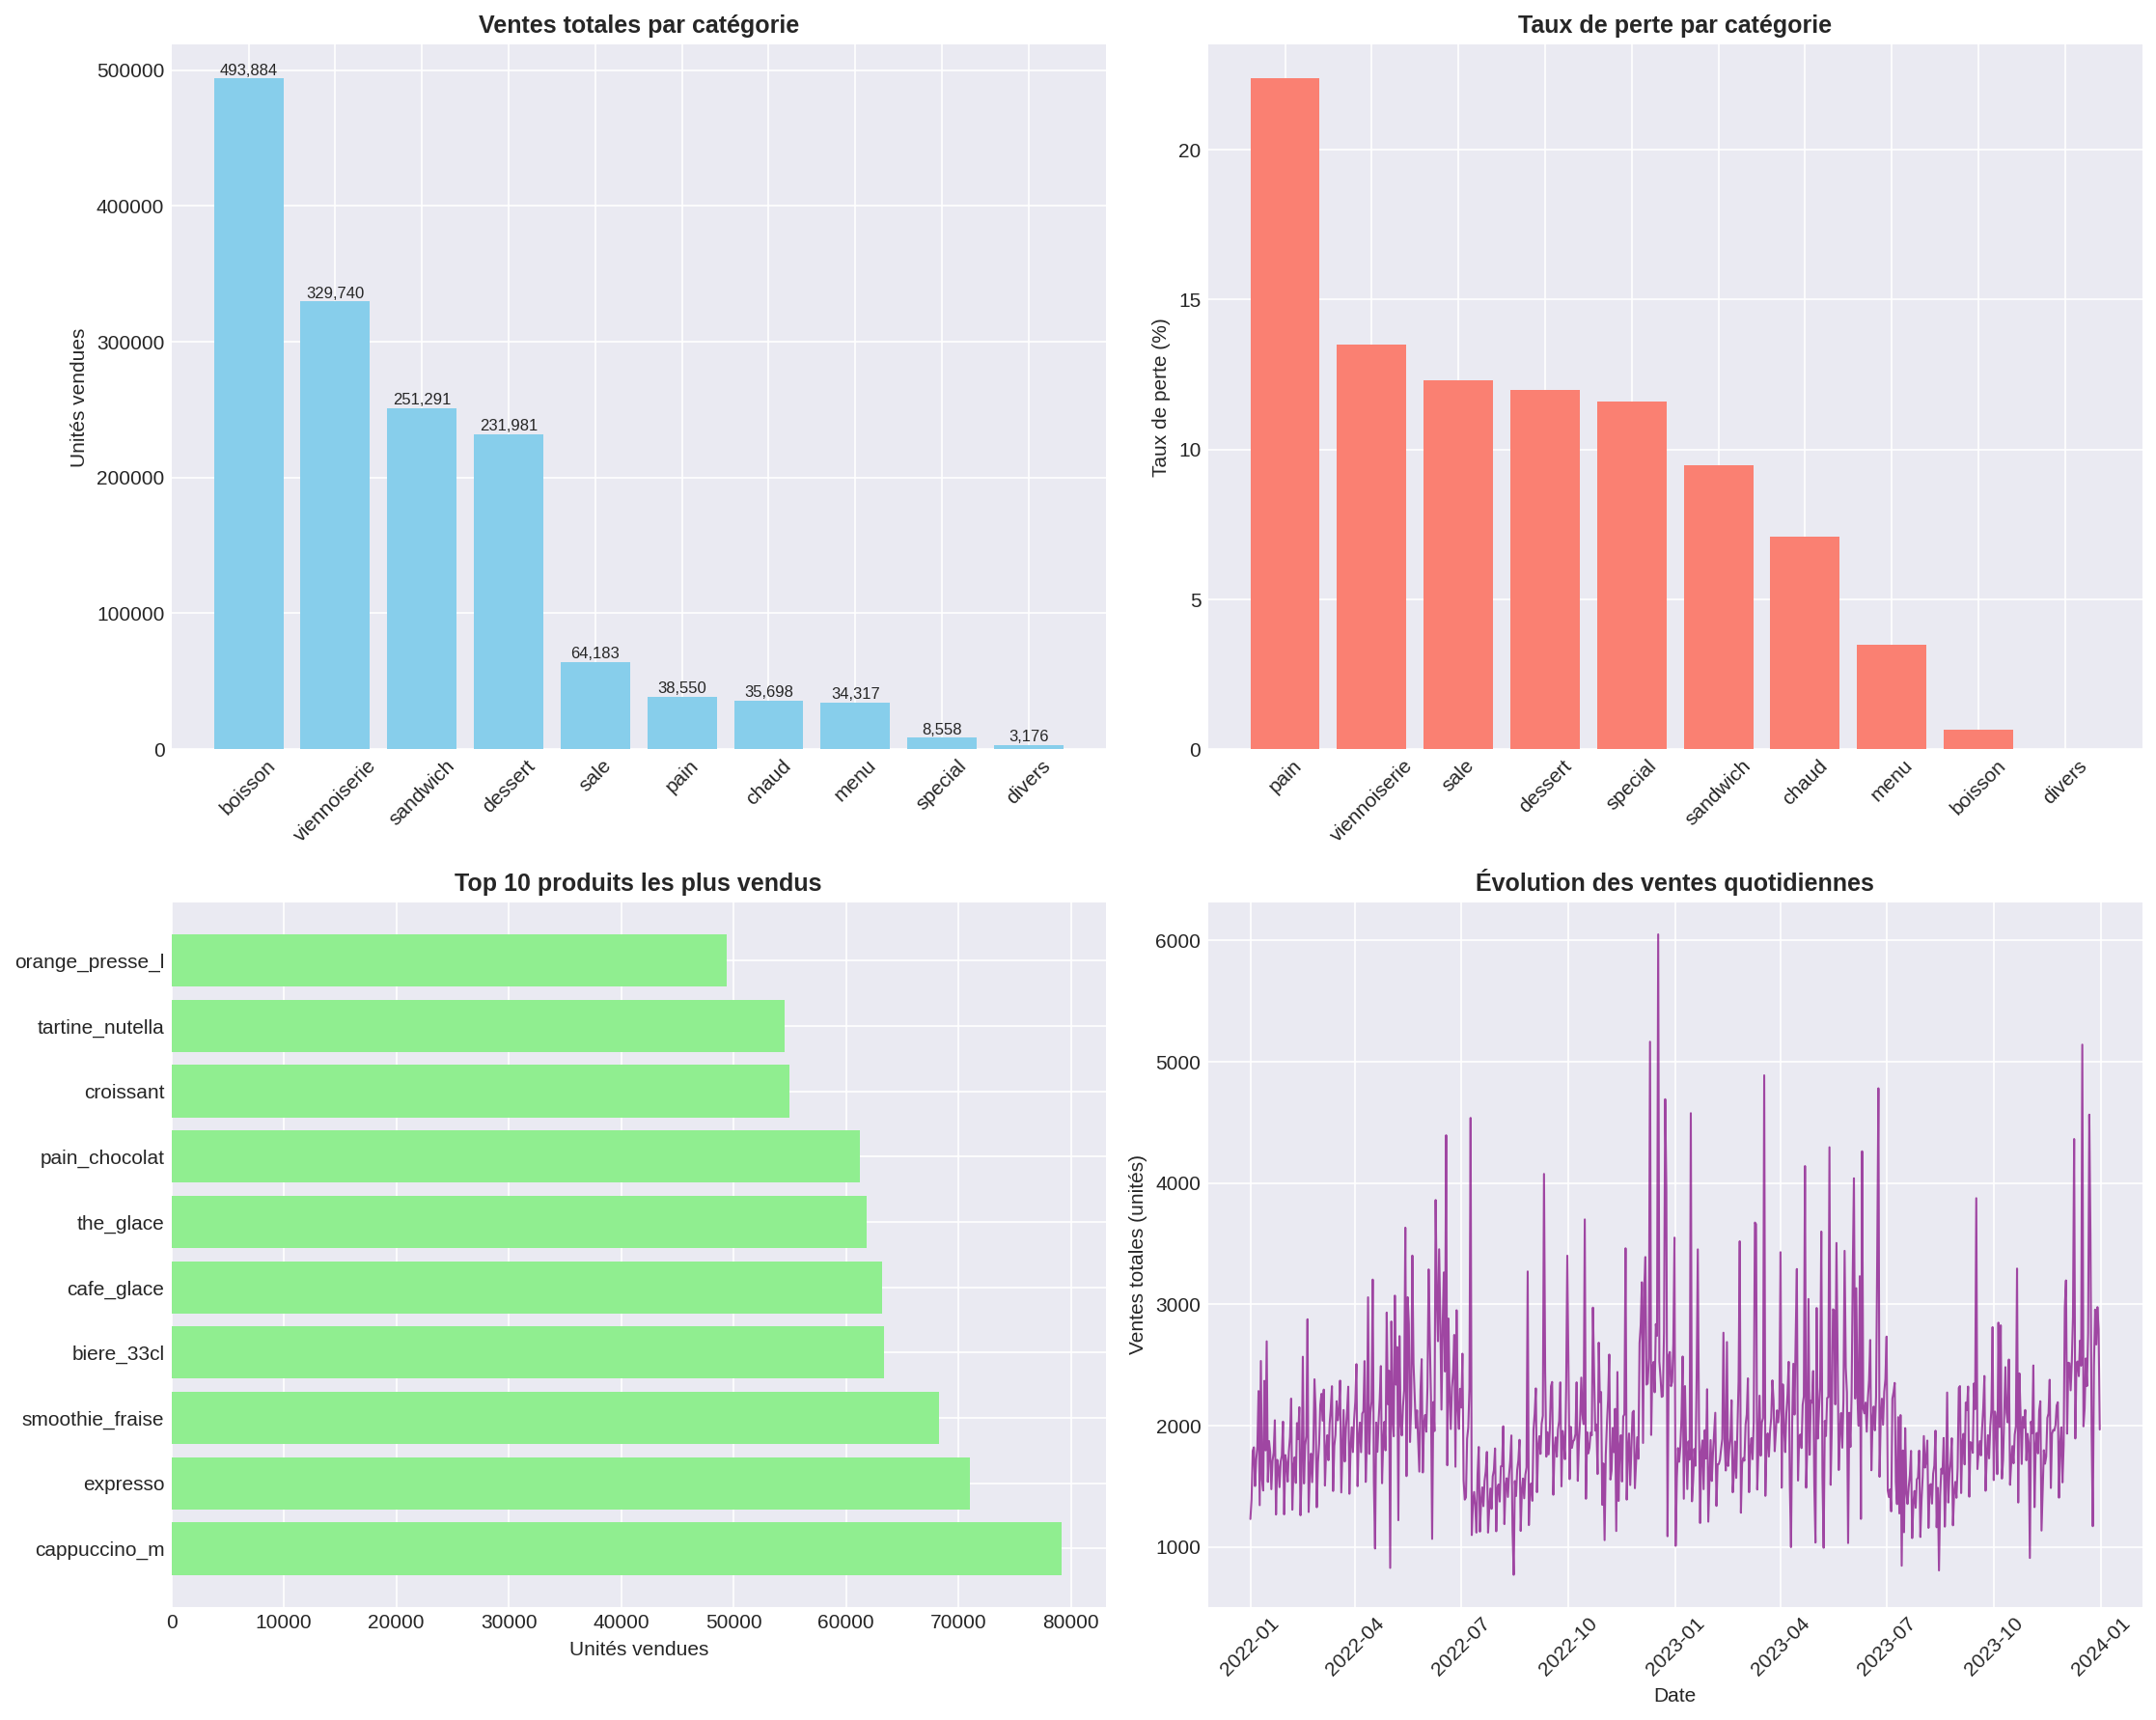 Ventes totales par catégorie
Unités vendues
500000
400000
300000
200000
100000
0
493,884
329,740
251,291
231,981
64,183
38,550
35,698
34,317
8,558
3,176
boisson
viennoiserie
sandwich
dessert
sale
pain
chaud
menu
special
divers
Taux de perte par catégorie
Taux de perte (%)
20
15
10
5
0
pain
viennoiserie
sale
dessert
special
sandwich
chaud
menu
boisson
divers
Top 10 produits les plus vendus
orange_presse_l
tartine_nutella
croissant
pain_chocolat
the_glace
cafe_glace
biere_33cl
smoothie_fraise
expresso
cappuccino_m
0
10000
20000
30000
40000
50000
60000
70000
80000
Unités vendues
Évolution des ventes quotidiennes
Ventes totales (unités)
6000
5000
4000
3000
2000
1000
2022-01
2022-04
2022-07
2022-10
2023-01
2023-04
2023-07
2023-10
2024-01
Date